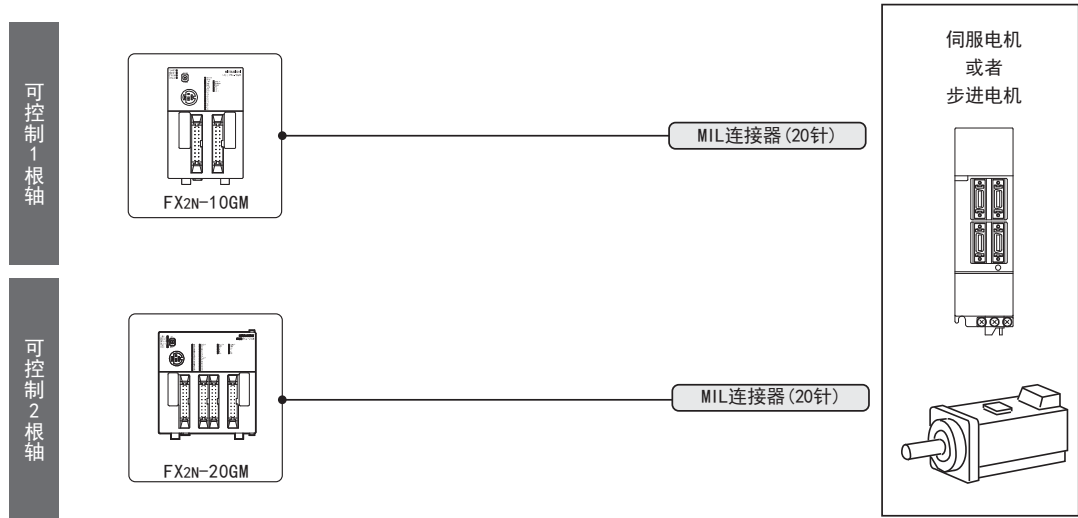 可控制1根轴
FX2N-10GM
MIL连接器(20针)
伺服电机
或者
步进电机
可控制2根轴
FX2N-20GM
MIL连接器(20针)